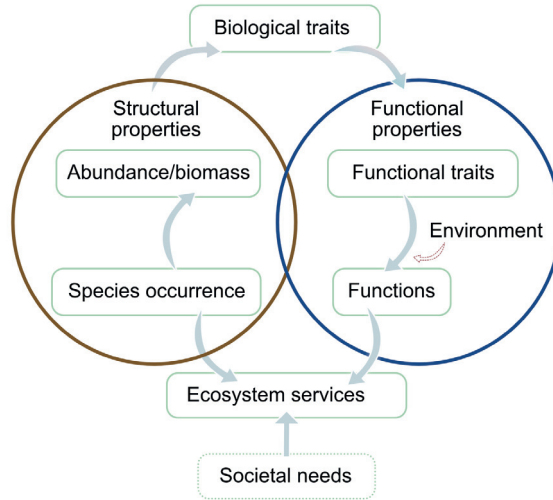 Biological traits
Structural
properties
Functional
properties
Abundance/biomass
Functional traits
Environment
Species occurrence
Functions
Ecosystem services
Societal needs